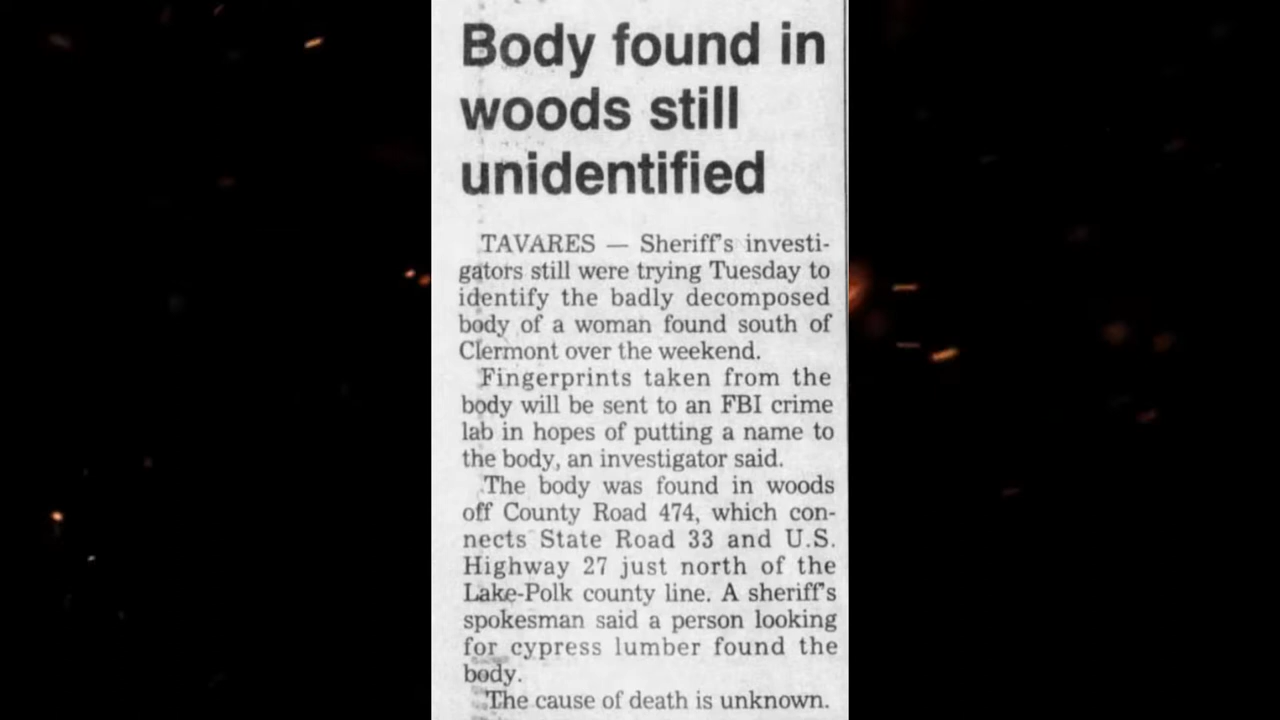 Body found in
woods still
unidentified
TAVARES — Sheriff's investi-
gators still were trying Tuesday to
identify the badly decomposed
body of a woman found south of
Clermont over the weekend.
Fingerprints taken from the
body will be sent to an FBI crime
lab in hopes of putting a name to
the body, an investigator said.
The body was found in woods
off County Road 474, which con-
nects State Road 33 and U.S.
Highway 27 just north of the
Lake-Polk county line. A sheriff's
spokesman said a person looking
for cypress lumber found the
body.
The cause of death is unknown.